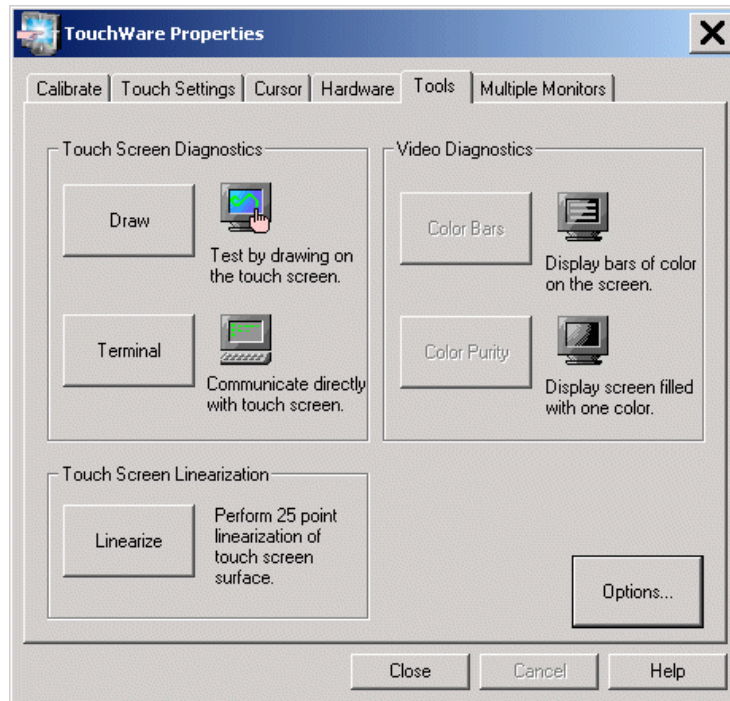 TouchWare Properties
Calibrate Touch Settings Cursor Hardware Tools Multiple Monitors
Touch Screen Diagnostics
Draw
Test by drawing on
the touch screen.
Terminal
Communicate directly
with touch screen.
Video Diagnostics
Color Bars
Display bars of color
on the screen.
Color Purity
Display screen filled
with one color.
Touch Screen Linearization
Linearize
Perform 25 point
linearization of
touch screen
surface.
Options...
Close Cancel Help